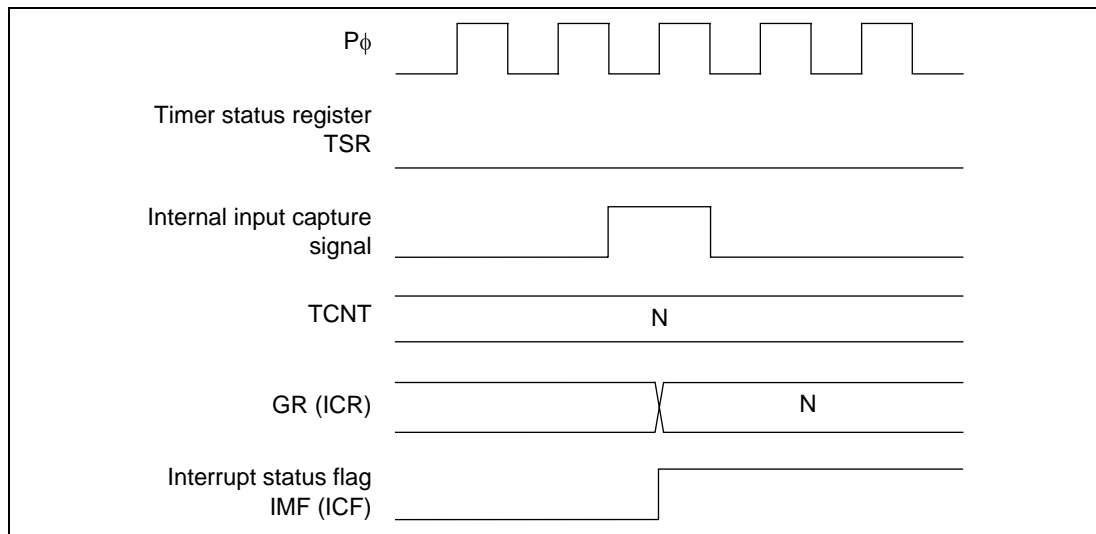 Pϕ
Timer status register
TSR
Internal input capture
signal
TCNT
N
GR (ICR)
N
Interrupt status flag
IMF (ICF)